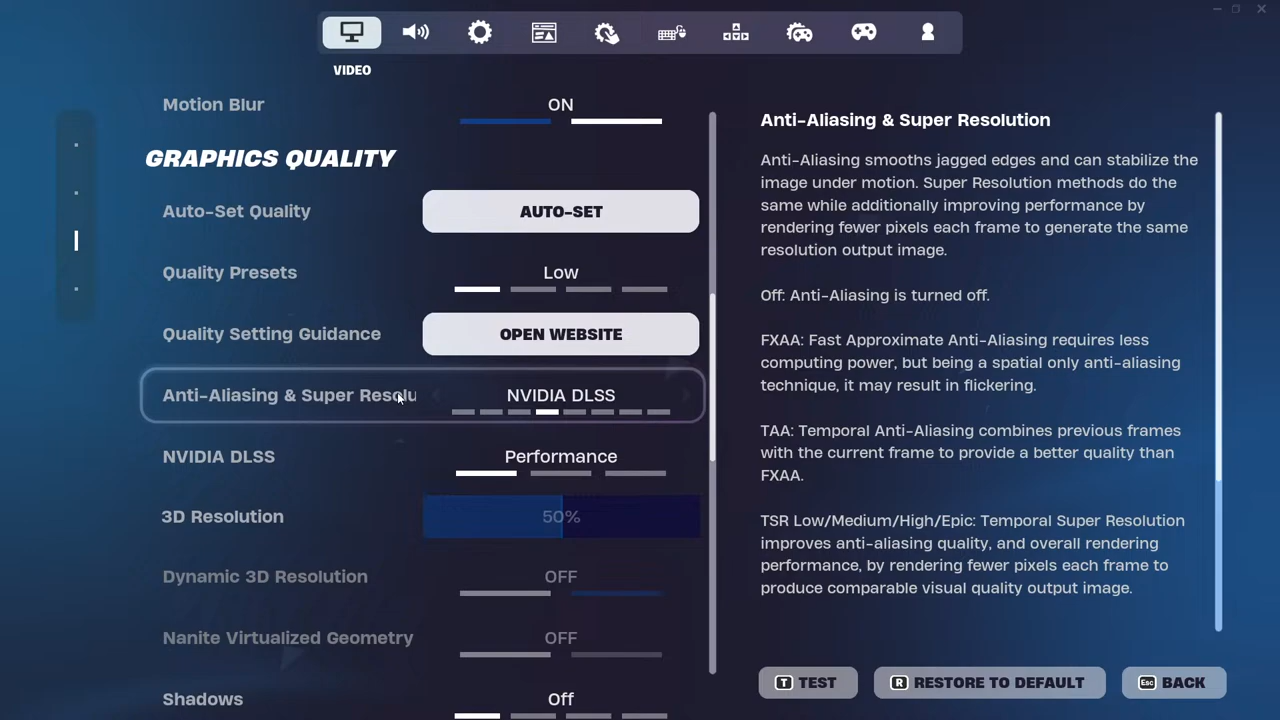 VIDEO
Motion Blur
ON
GRAPHICS QUALITY
Auto-Set Quality
AUTO-SET
Quality Presets
Low
Quality Setting Guidance
OPEN WEBSITE
Anti-Aliasing & Super Resolu
NVIDIA DLSS
NVIDIA DLSS
Performance
3D Resolution
50%
Dynamic 3D Resolution
OFF
Nanite Virtualized Geometry
OFF
Shadows
Off
Anti-Aliasing & Super Resolution
Anti-Aliasing smooths jagged edges and can stabilize the
image under motion. Super Resolution methods do the
same while additionally improving performance by
rendering fewer pixels each frame to generate the same
resolution output image.
Off: Anti-Aliasing is turned off.
FXAA: Fast Approximate Anti-Aliasing requires less
computing power, but being a spatial only anti-aliasing
technique, it may result in flickering.
TAA: Temporal Anti-Aliasing combines previous frames
with the current frame to provide a better quality than
FXAA.
TSR Low/Medium/High/Epic: Temporal Super Resolution
improves anti-aliasing quality, and overall rendering
performance, by rendering fewer pixels each frame to
produce comparable visual quality output image.
T TEST
R RESTORE TO DEFAULT
Esc BACK